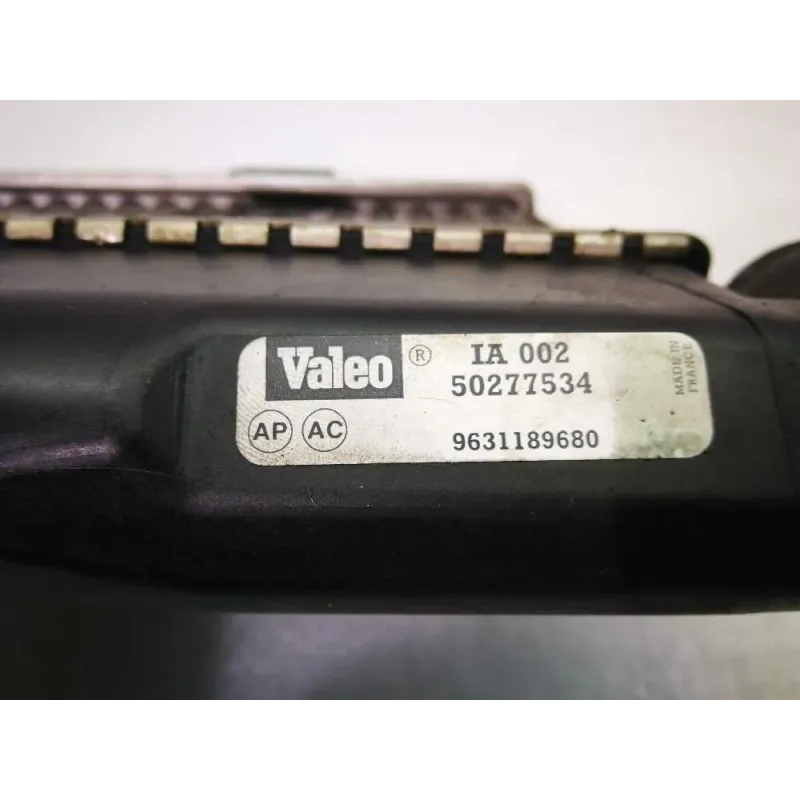 Valeo ® IA 002
50277534
AP AC 9631189680
MADE IN
FRANCE